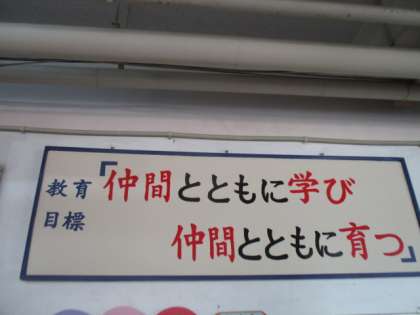 教育
目標
「仲間とともに学び
仲間とともに育つ」